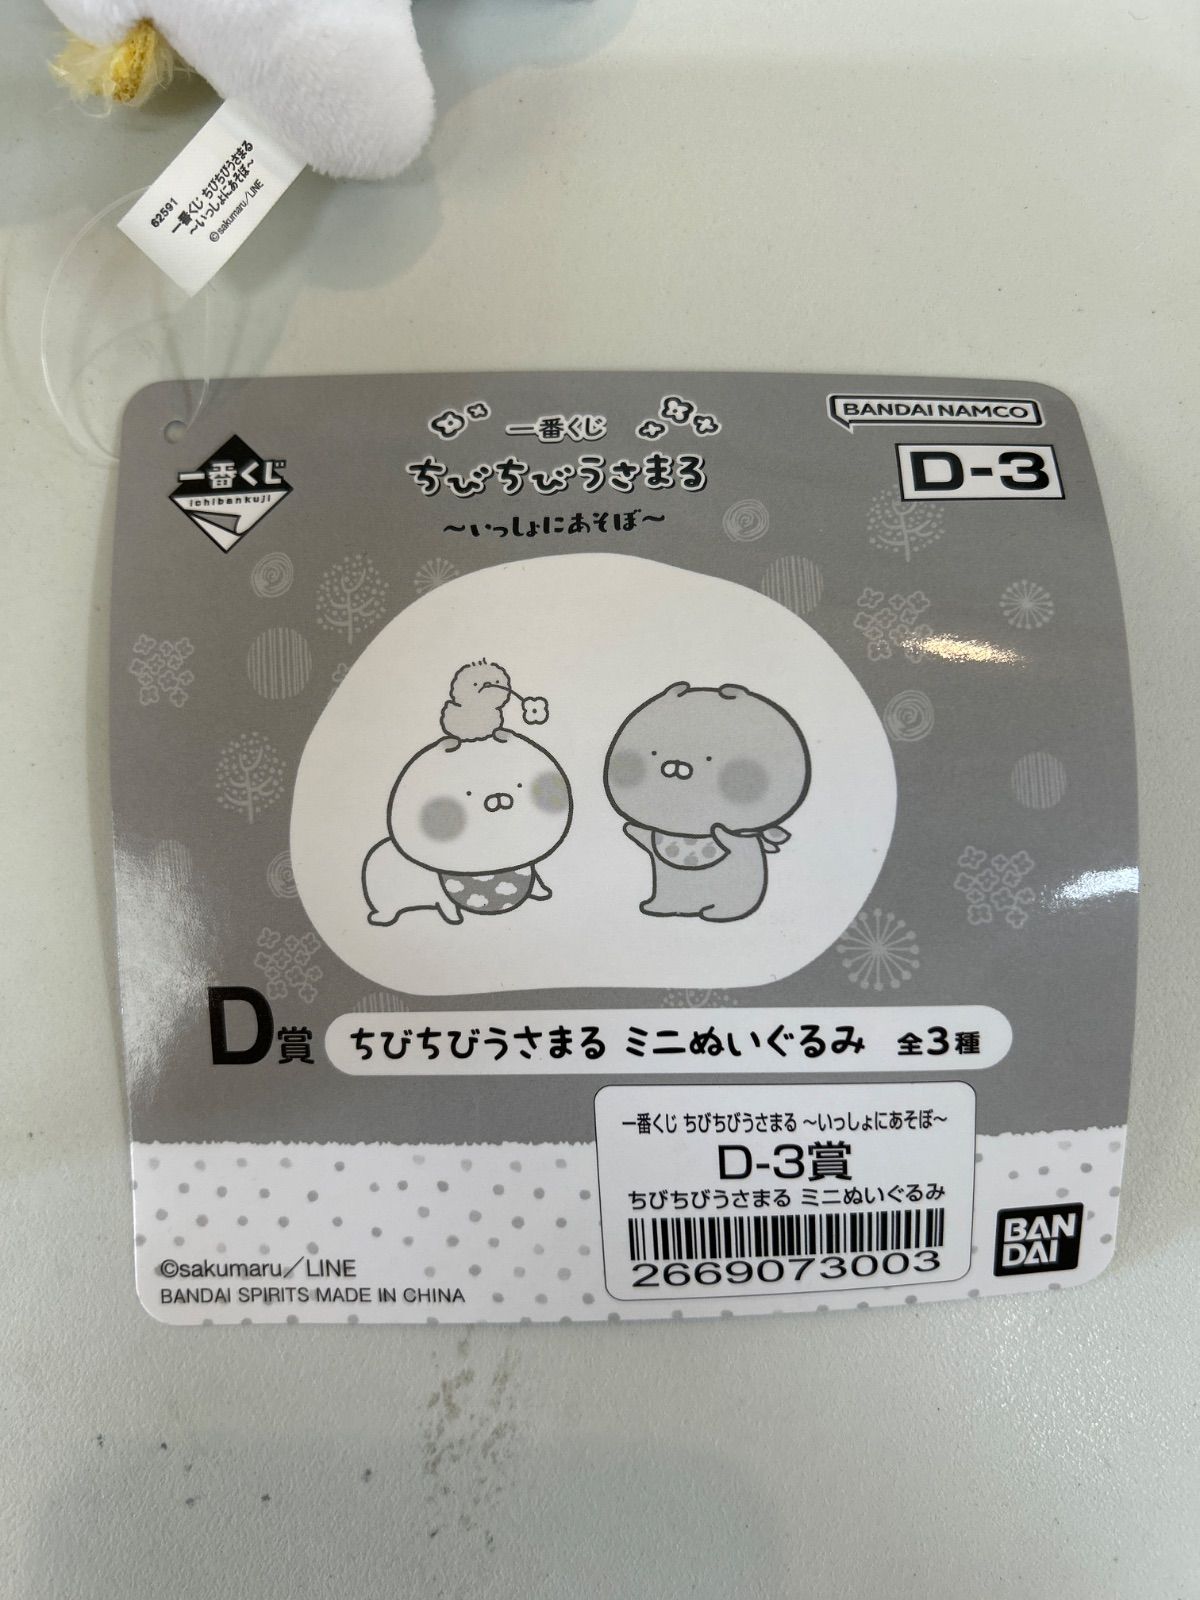 62591
一番くじ ちびちびうさまる
～いっしょにあそぼ～
©sakumaru／LINE
一番くじ
ichibankuji
一番くじ
ちびちびうさまる
～いっしょにあそぼ～
BANDAI NAMCO
D-3
D賞 ちびちびうさまる ミニぬいぐるみ 全3種
一番くじ ちびちびうさまる ～いっしょにあそぼ～
D-3賞
ちびちびうさまる ミニぬいぐるみ
2669073003
BAN
DAI
©sakumaru／LINE
BANDAI SPIRITS MADE IN CHINA